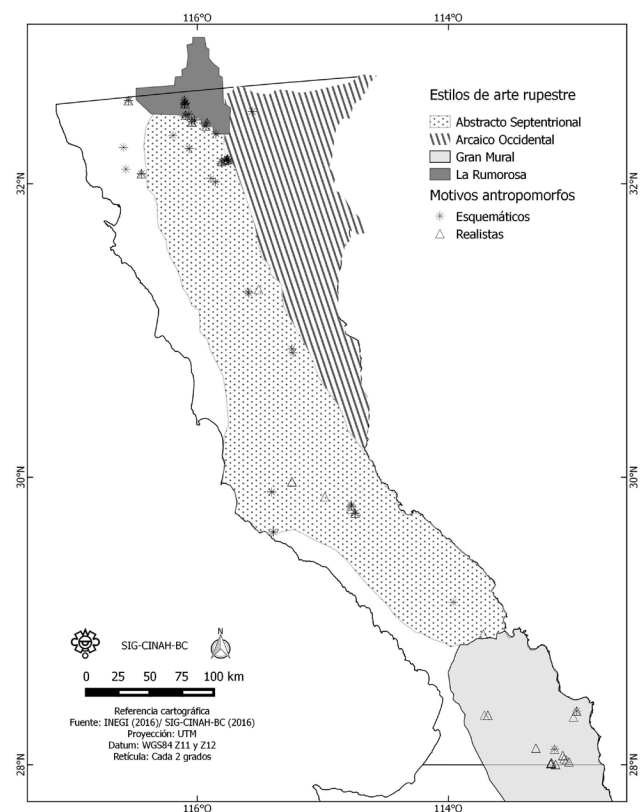 116°O
114°O
Estilos de arte rupestre
Abstracto Septentrional
Arcaico Occidental
Gran Mural
La Rumorosa
Motivos antropomorfos
Esquemáticos
Realistas
32°N
32°N
30°N
30°N
N
SIG-CINAH-BC
0 25 50 75 100 km
Referencia cartográfica
Fuente: INEGI (2016)/ SIG-CINAH-BC (2016)
Proyección: UTM
Datum: WGS84 Z11 y Z12
Retícula: Cada 2 grados
28°N
28°N
116°O
114°O